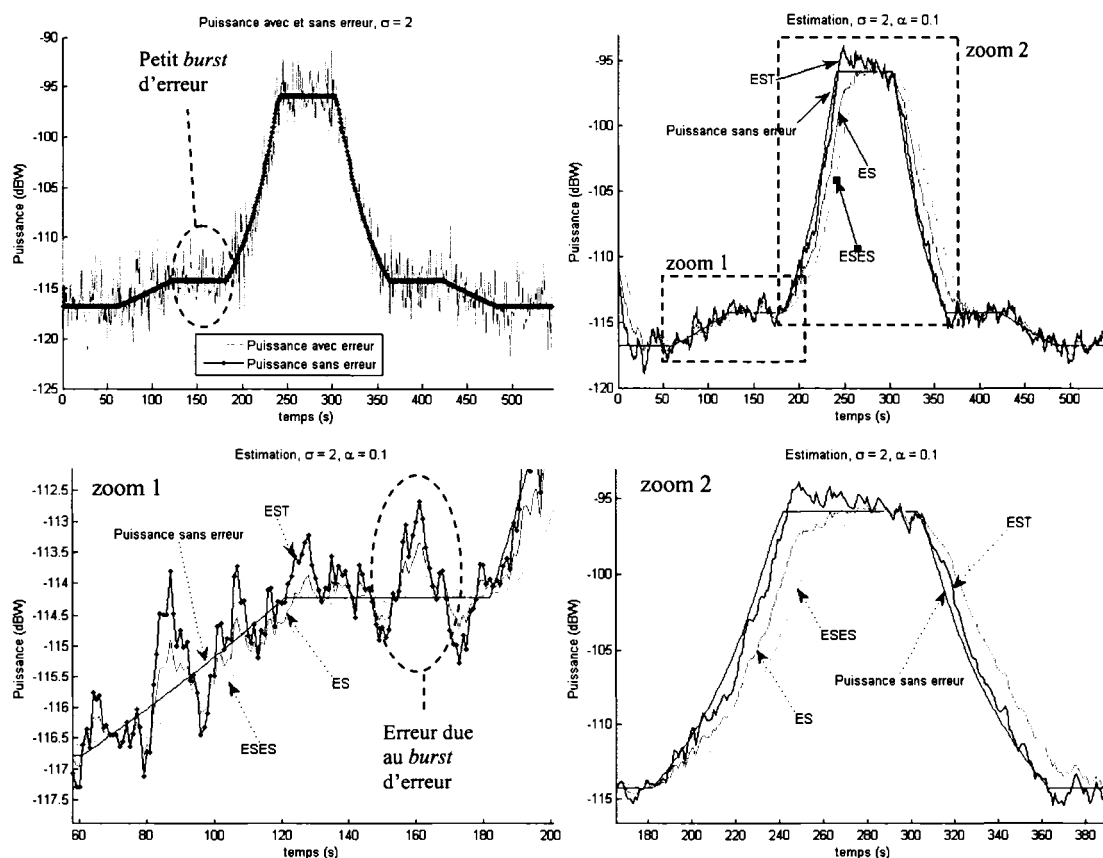 Puissance avec et sans erreur, σ = 2
Puissance (dBW)
-90
-95
-100
-105
-110
-115
-120
-125
Petit burst
d'erreur
Puissance avec erreur
Puissance sans erreur
0 50 100 150 200 250 300 350 400 450 500
temps (s)
Estimation, σ = 2, α = 0.1
Puissance (dBW)
-95
-100
-105
-110
-115
-120
zoom 2
EST
Puissance sans erreur
ES
ESES
zoom 1
0 50 100 150 200 250 300 350 400 450 500
temps (s)
Estimation, σ = 2, α = 0.1
Puissance (dBW)
-112.5
-113
-113.5
-114
-114.5
-115
-115.5
-116
-116.5
-117
-117.5
zoom 1
EST
Puissance sans erreur
ES
ESES
Erreur due
au burst
d'erreur
60 80 100 120 140 160 180 200
temps (s)
Estimation, σ = 2, α = 0.1
Puissance (dBW)
-95
-100
-105
-110
-115
zoom 2
EST
ESES
Puissance sans erreur
ES
180 200 220 240 260 280 300 320 340 360 380
temps (s)